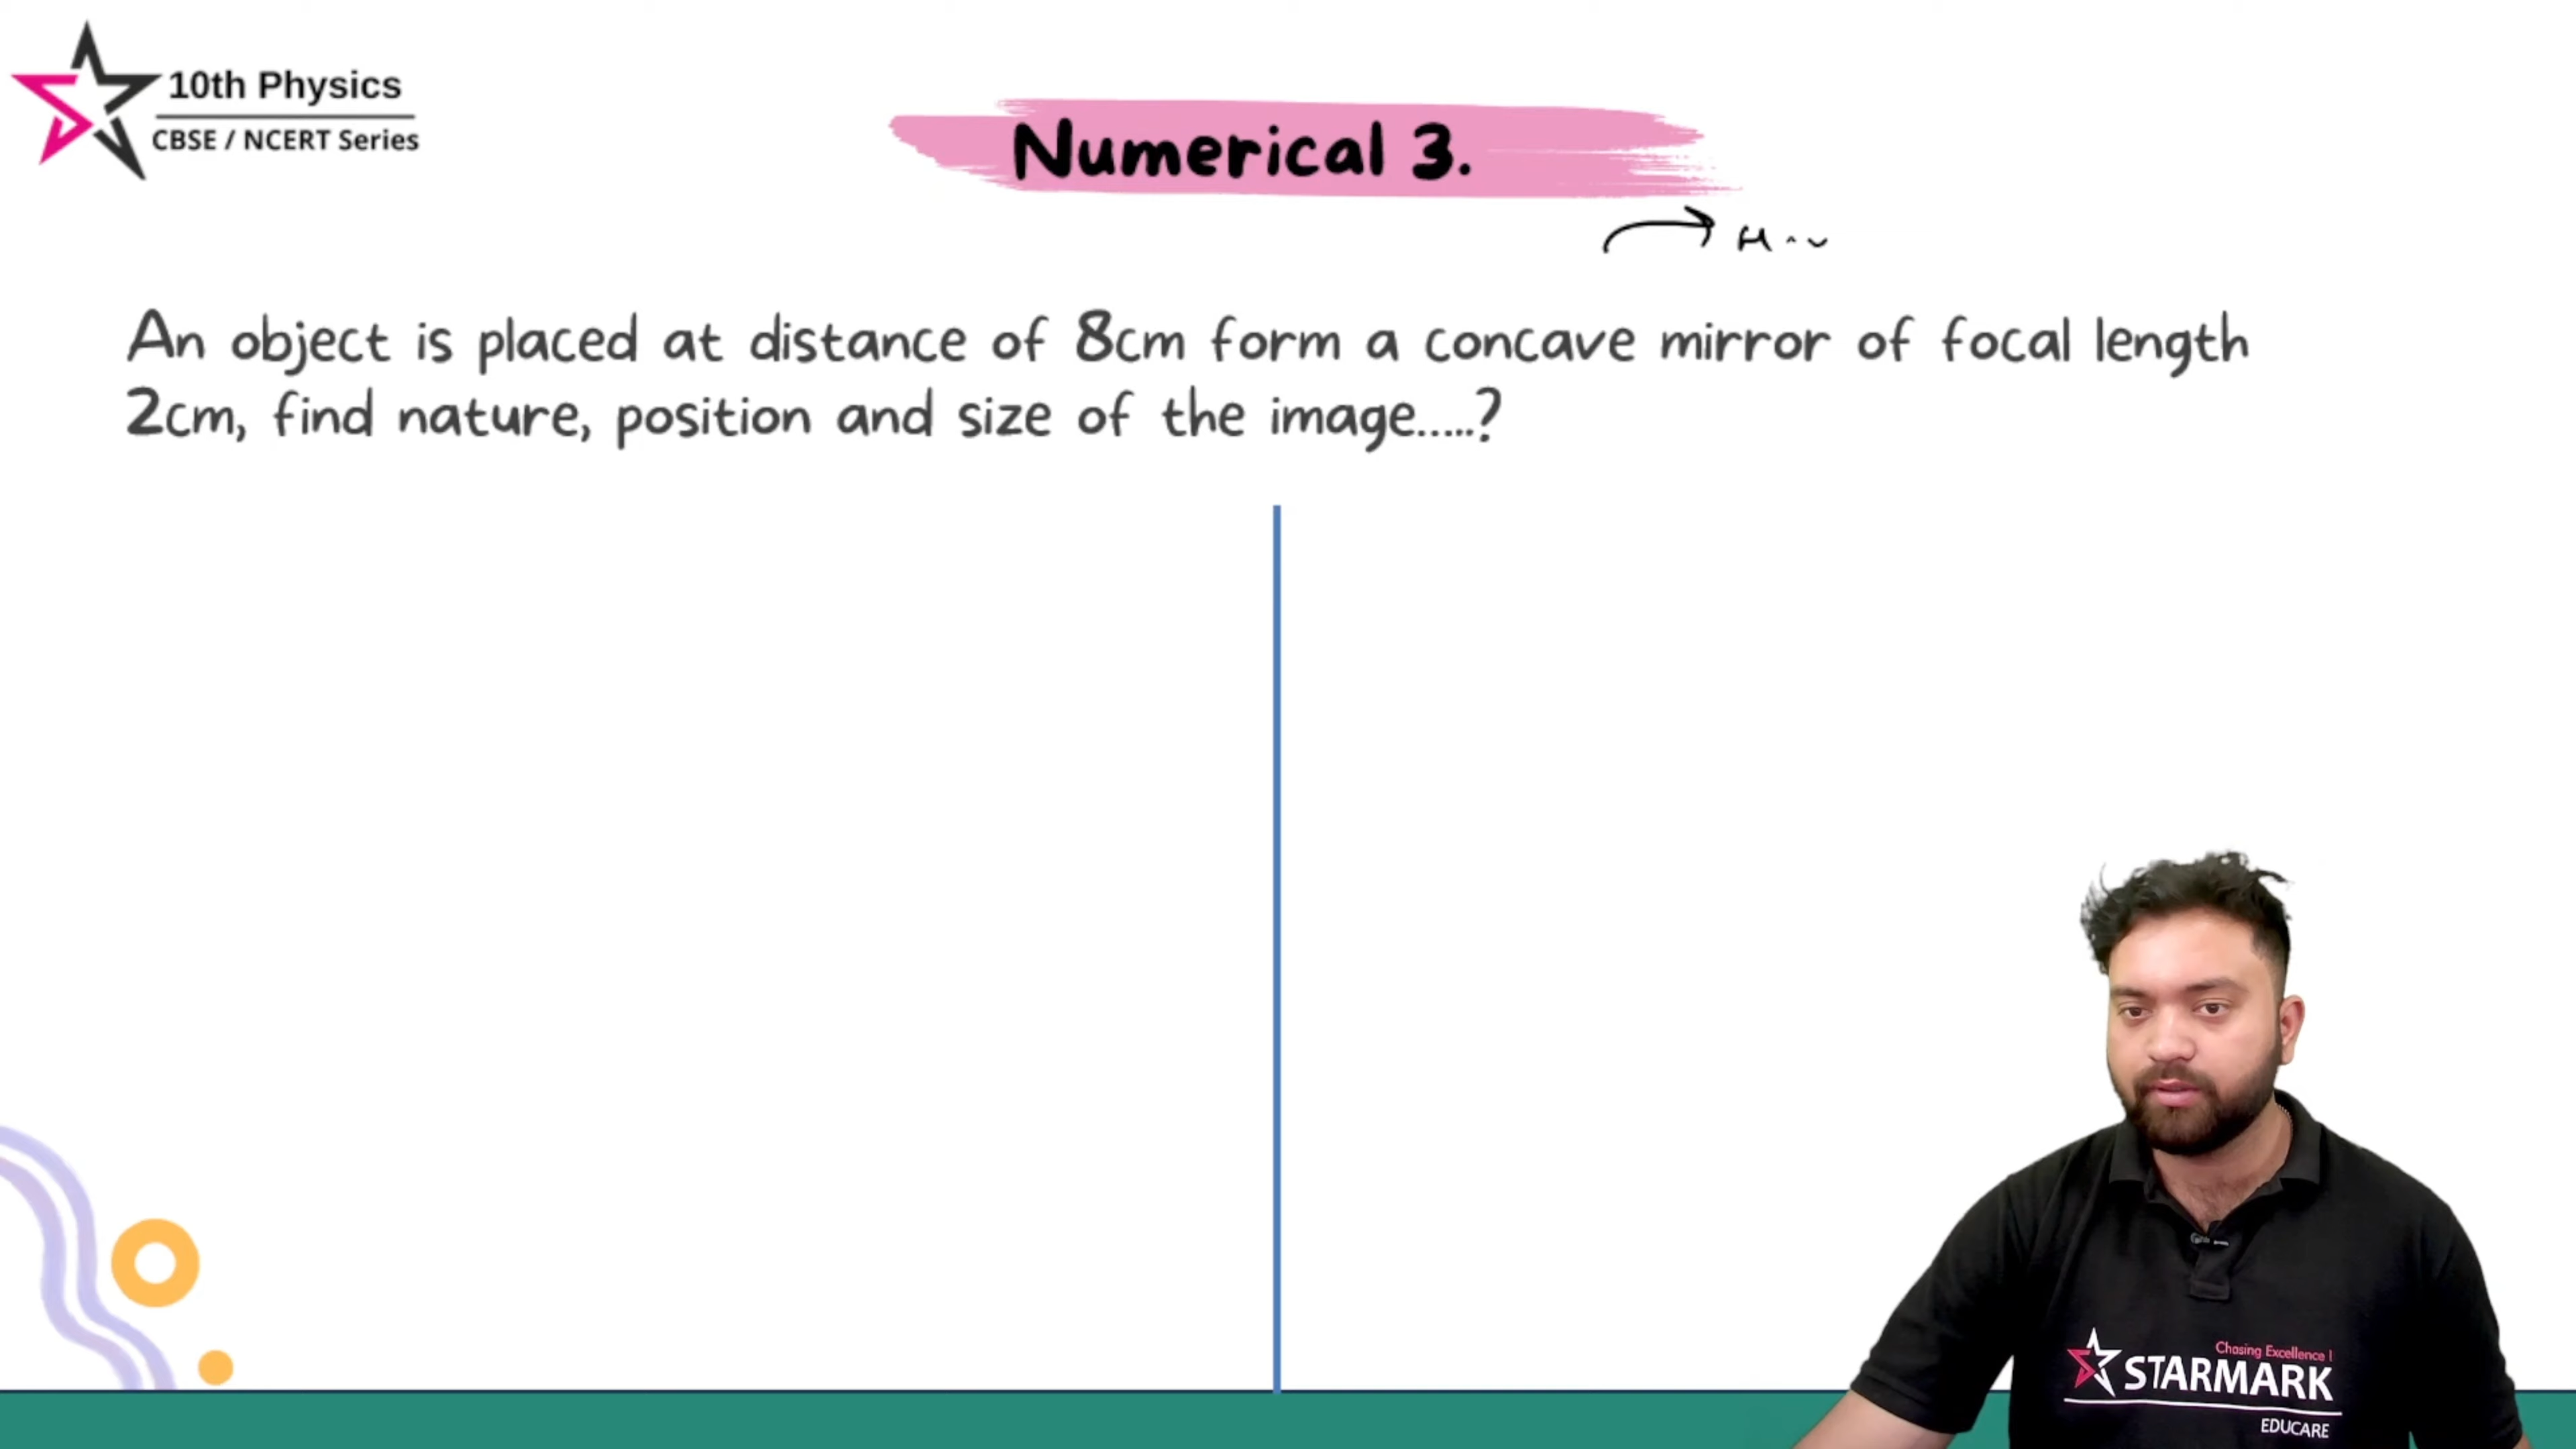 10th Physics
CBSE / NCERT Series
Numerical 3.
An object is placed at distance of 8cm form a concave mirror of focal length
2cm, find nature, position and size of the image.....?
Chasing Excellence !
STARMARK
EDUCARE